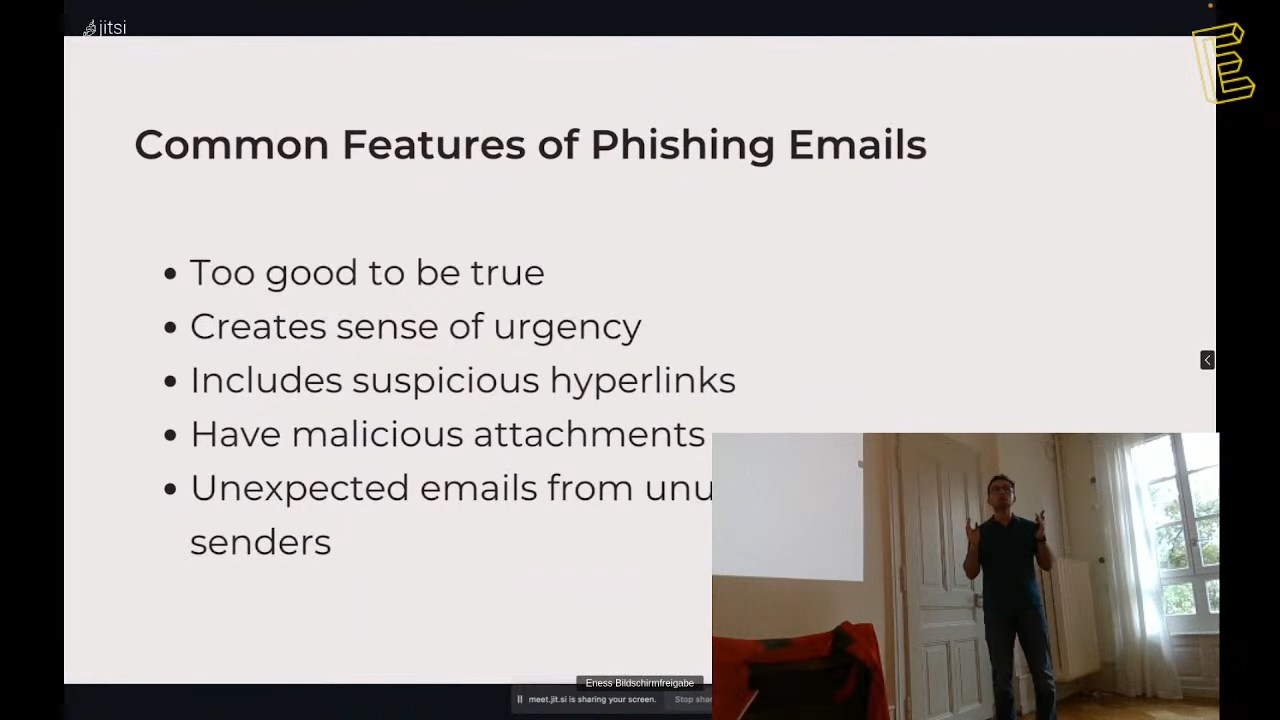 jitsi
E
Common Features of Phishing Emails
• Too good to be true
• Creates sense of urgency
• Includes suspicious hyperlinks
• Have malicious attachments
• Unexpected emails from
senders
Eness Bildschirmfreigabe
meet.jit.si is sharing your screen. Stop